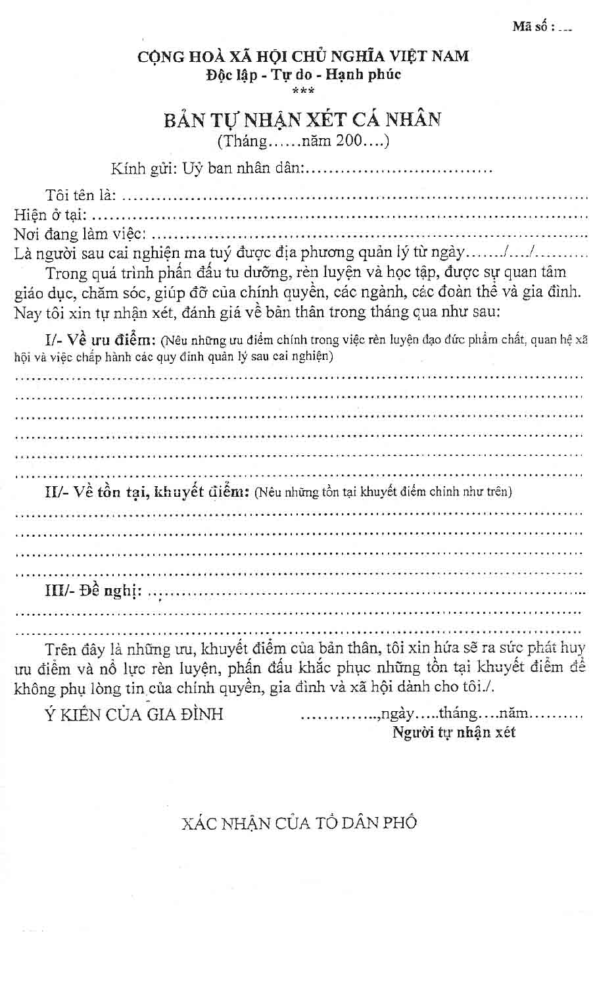 Mã số : ...
CỘNG HOÀ XÃ HỘI CHỦ NGHĨA VIỆT NAM
Độc lập - Tự do - Hạnh phúc
***
BẢN TỰ NHẬN XÉT CÁ NHÂN
(Tháng......năm 200....)
Kính gửi: Uỷ ban nhân dân:..................................
Tôi tên là: ....................................................................................
Hiện ở tại: ..........................................................................................
Nơi đang làm việc: ...............................................................................
Là người sau cai nghiện ma tuý được địa phương quản lý từ ngày......./..../..........
Trong quá trình phấn đấu tu dưỡng, rèn luyện và học tập, được sự quan tâm
giáo dục, chăm sóc, giúp đỡ của chính quyền, các ngành, các đoàn thể và gia đình.
Nay tôi xin tự nhận xét, đánh giá về bản thân trong tháng qua như sau:
I/- Về ưu điểm: (Nêu những ưu điểm chính trong việc rèn luyện đạo đức phẩm chất, quan hệ xã
hội và việc chấp hành các quy đinh quản lý sau cai nghiện)
........................................................................................................
........................................................................................................
........................................................................................................
........................................................................................................
........................................................................................................
........................................................................................................
II/- Về tồn tại, khuyết điểm: (Nêu những tồn tại khuyết điểm chinh như trên)
........................................................................................................
........................................................................................................
........................................................................................................
........................................................................................................
III/- Đề nghị: ................................................................................
........................................................................................................
........................................................................................................
Trên đây là những ưu, khuyết điểm của bản thân, tôi xin hứa sẽ ra sức phát huy
ưu điểm và nổ lực rèn luyện, phấn đấu khắc phục những tồn tại khuyết điểm để
không phụ lòng tin của chính quyền, gia đình và xã hội dành cho tôi./.
Ý KIẾN CỦA GIA ĐÌNH ..............,ngày.....tháng....năm..........
Người tự nhận xét
XÁC NHẬN CỦA TỔ DÂN PHỐ